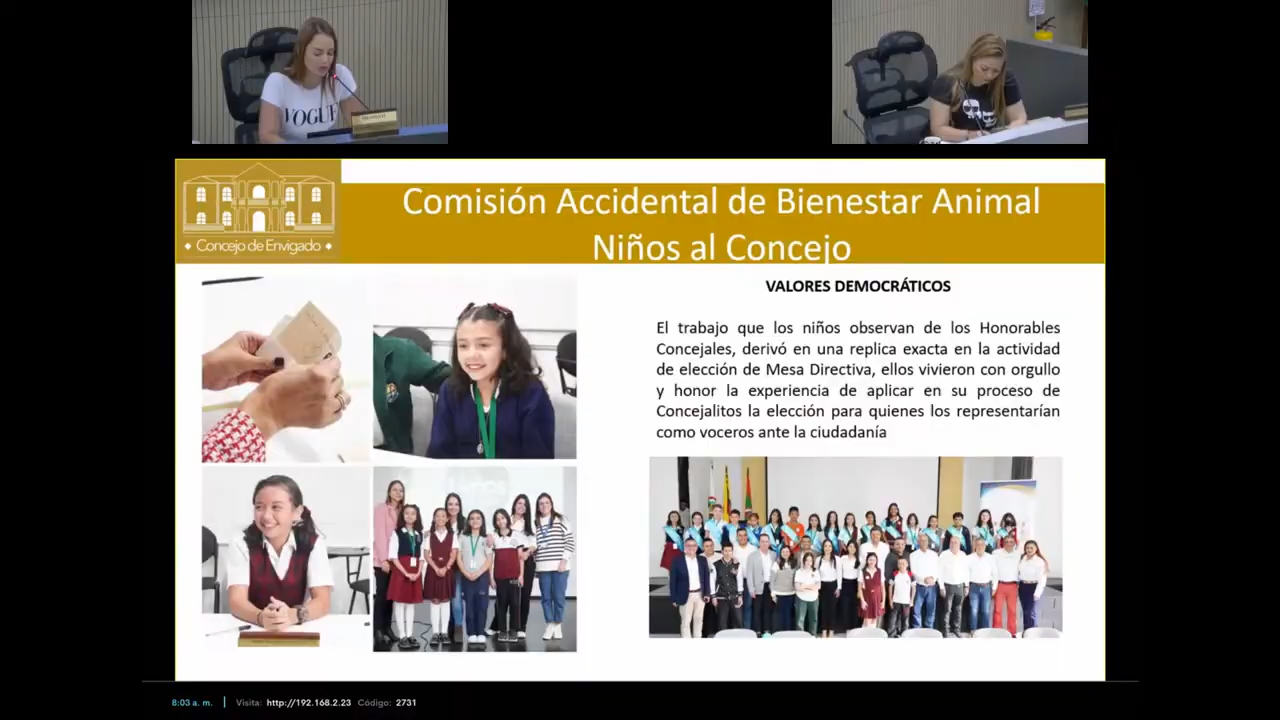 VOGUE
Comisión Accidental de Bienestar Animal
Niños al Concejo
Concejo de Envigado
VALORES DEMOCRÁTICOS
El trabajo que los niños observan de los Honorables
Concejales, derivó en una replica exacta en la actividad
de elección de Mesa Directiva, ellos vivieron con orgullo
y honor la experiencia de aplicar en su proceso de
Concejalitos la elección para quienes los representarían
como voceros ante la ciudadanía
8:03 a. m. | Visita: http://192.168.2.23 Código: 2731